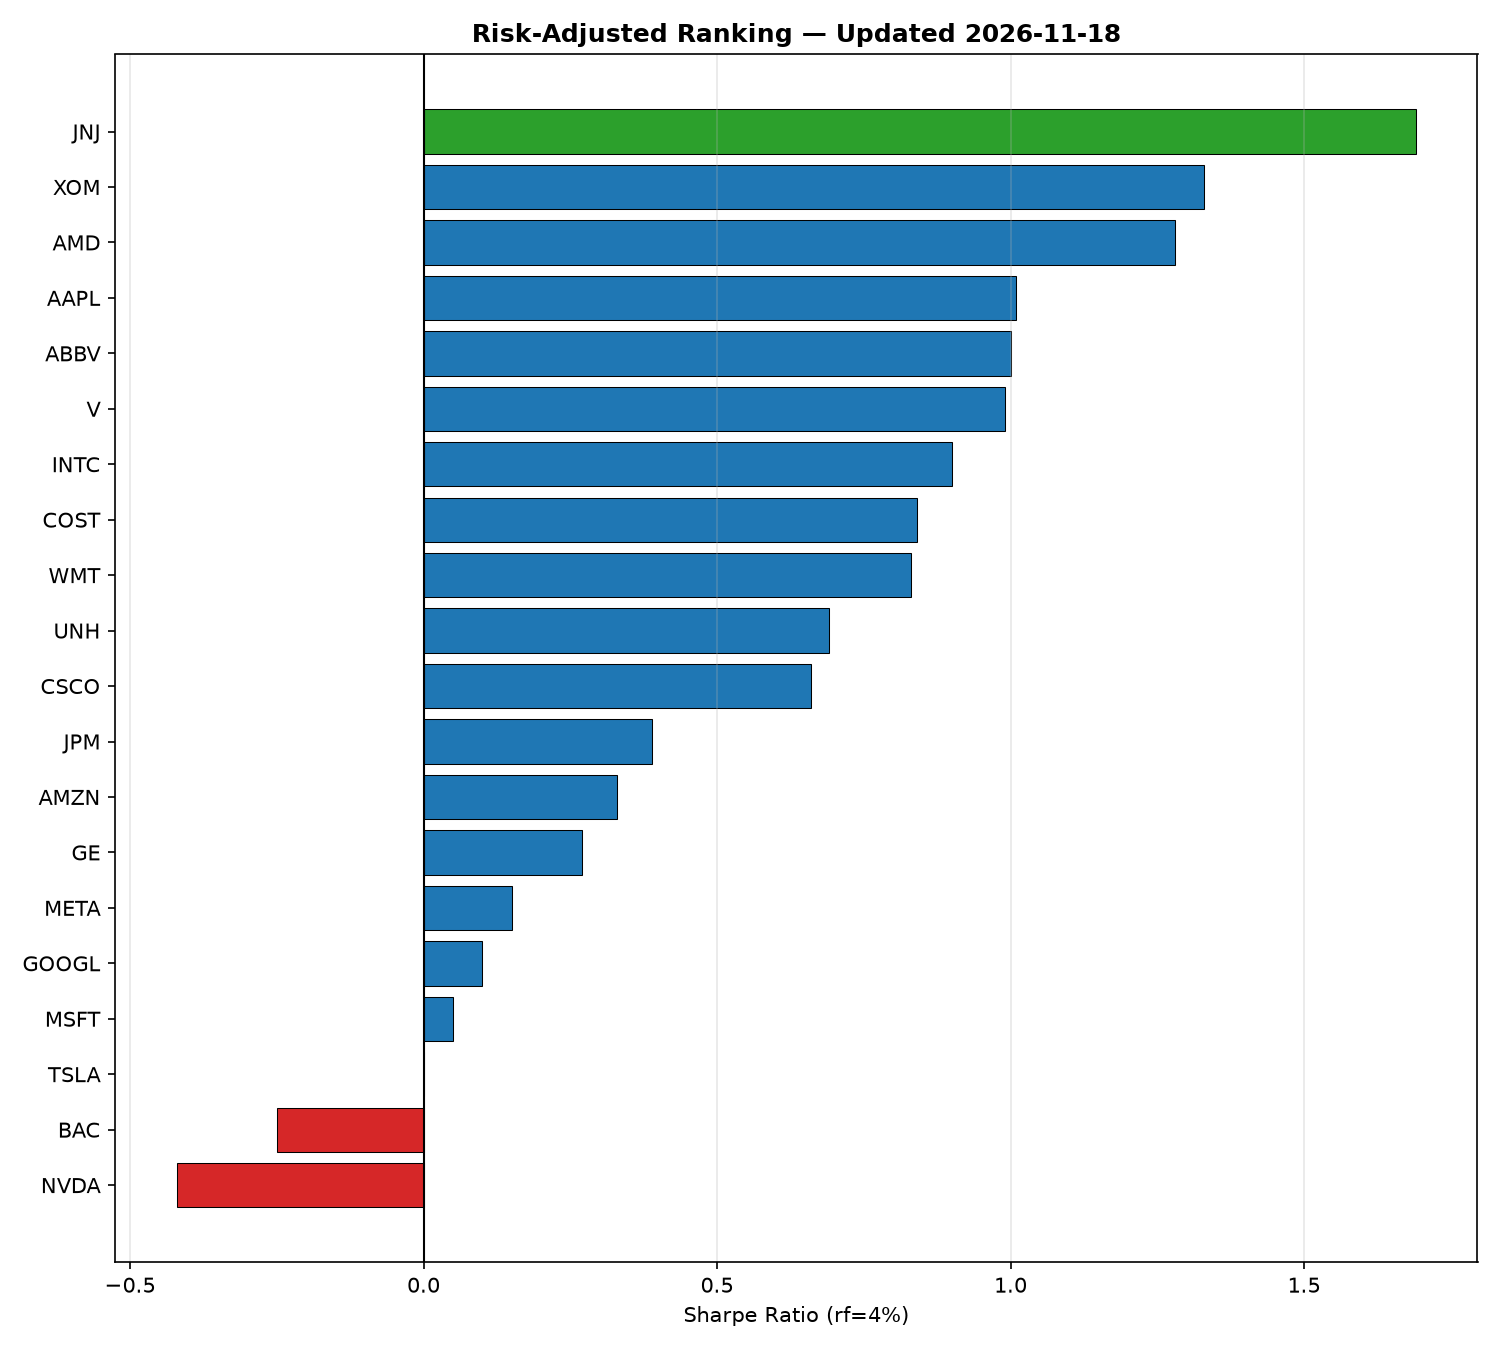 Risk-Adjusted Ranking — Updated 2026-11-18
JNJ
XOM
AMD
AAPL
ABBV
V
INTC
COST
WMT
UNH
CSCO
JPM
AMZN
GE
META
GOOGL
MSFT
TSLA
BAC
NVDA
−0.5 0.0 0.5 1.0 1.5
Sharpe Ratio (rf=4%)